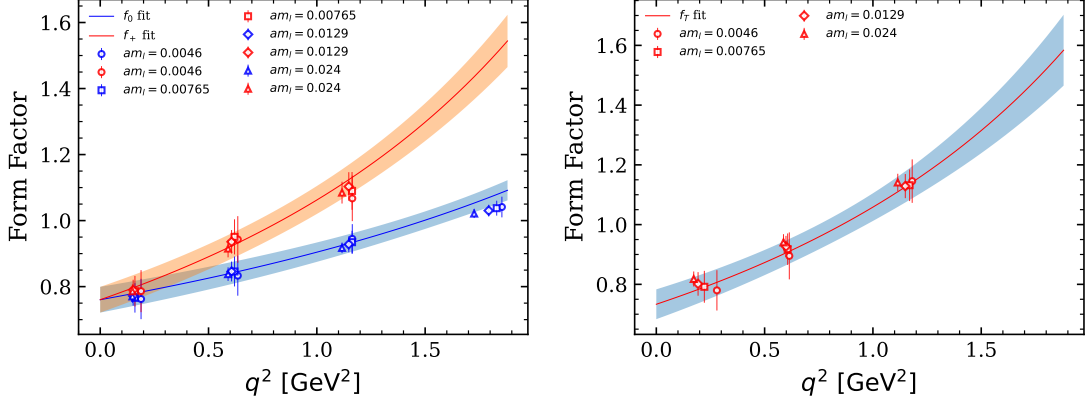 f₀ fit
f₊ fit
amₗ = 0.0046
amₗ = 0.0046
amₗ = 0.00765
amₗ = 0.00765
amₗ = 0.0129
amₗ = 0.0129
amₗ = 0.024
amₗ = 0.024
Form Factor
1.6
1.4
1.2
1.0
0.8
0.0 0.5 1.0 1.5
q² [GeV²]
f_T fit
amₗ = 0.0046
amₗ = 0.00765
amₗ = 0.0129
amₗ = 0.024
Form Factor
1.6
1.4
1.2
1.0
0.8
0.0 0.5 1.0 1.5
q² [GeV²]